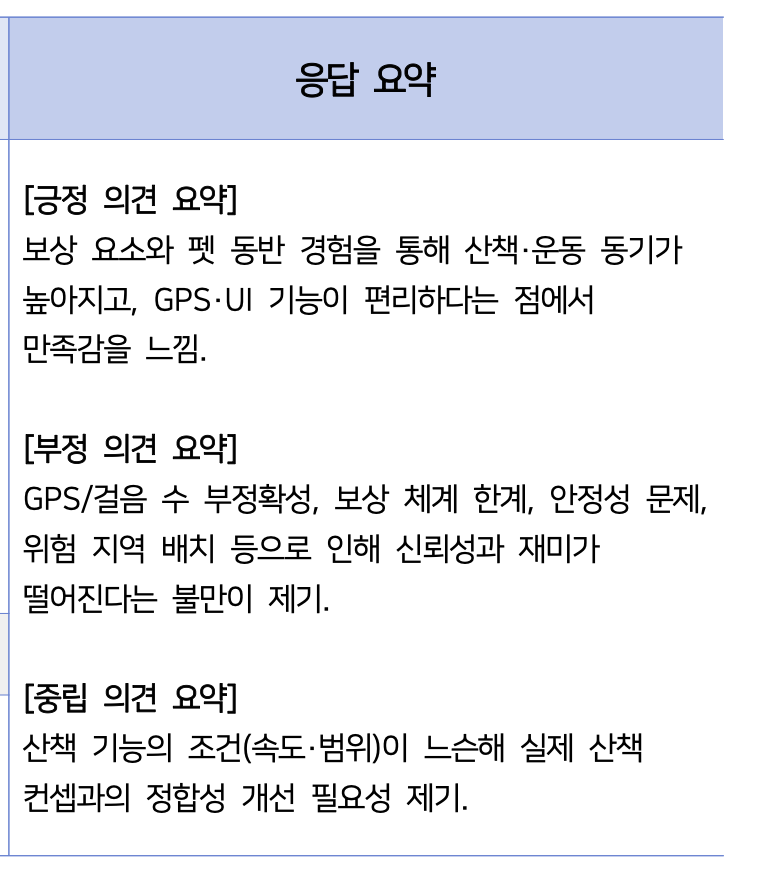 응답 요약
[긍정 의견 요약]
보상 요소와 펫 동반 경험을 통해 산책·운동 동기가
높아지고, GPS·UI 기능이 편리하다는 점에서
만족감을 느낌.
[부정 의견 요약]
GPS/걸음 수 부정확성, 보상 체계 한계, 안정성 문제,
위험 지역 배치 등으로 인해 신뢰성과 재미가
떨어진다는 불만이 제기.
[중립 의견 요약]
산책 기능의 조건(속도·범위)이 느슨해 실제 산책
컨셉과의 정합성 개선 필요성 제기.